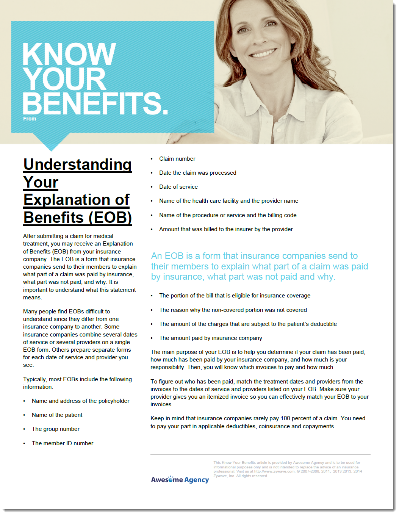 KNOW
YOUR
BENEFITS.
Understanding
Your
Explanation of
Benefits (EOB)
After submitting a claim for medical
treatment, you may receive an Explanation
of Benefits (EOB) from your insurance
company. The EOB is a form that insurance
companies send to their members to explain
what part of a claim was paid by insurance,
what part was not paid, and why. It is
important to understand what this statement
means.
Many people find EOBs difficult to
understand since they differ from one
insurance company to another. Some
insurance companies combine several dates
of service or several providers on a single
EOB form. Others prepare separate forms
for each date of service and provider you
see.
Typically, most EOBs include the following
information.
• Name and address of the policyholder
• Name of the patient
• The group number
• The member ID number
• Claim number
• Date the claim was processed
• Date of service
• Name of the health care facility and the provider name
• Name of the procedure or service and the billing code
• Amount that was billed to the insurer by the provider
An EOB is a form that insurance companies send to
their members to explain what part of a claim was paid
by insurance, what part was not paid and why.
• The portion of the bill that is eligible for insurance coverage
• The reason why the non-covered portion was not covered
• The amount of the charges that are subject to the patient's deductible
• The amount paid by insurance company
The main purpose of your EOB is to help you determine if your claim has been paid,
how much has been paid by your insurance company, and how much is your
responsibility. Then, you will know which invoices to pay and how much.
To figure out who has been paid, match the treatment dates and providers from the
invoices to the dates of service and providers listed on your EOB. Make sure your
provider gives you an itemized invoice so you can effectively match your EOB to your
invoices.
Keep in mind that insurance companies rarely pay 100 percent of a claim. You need
to pay your part in applicable deductibles, coinsurance and copayments.
Awesome Agency